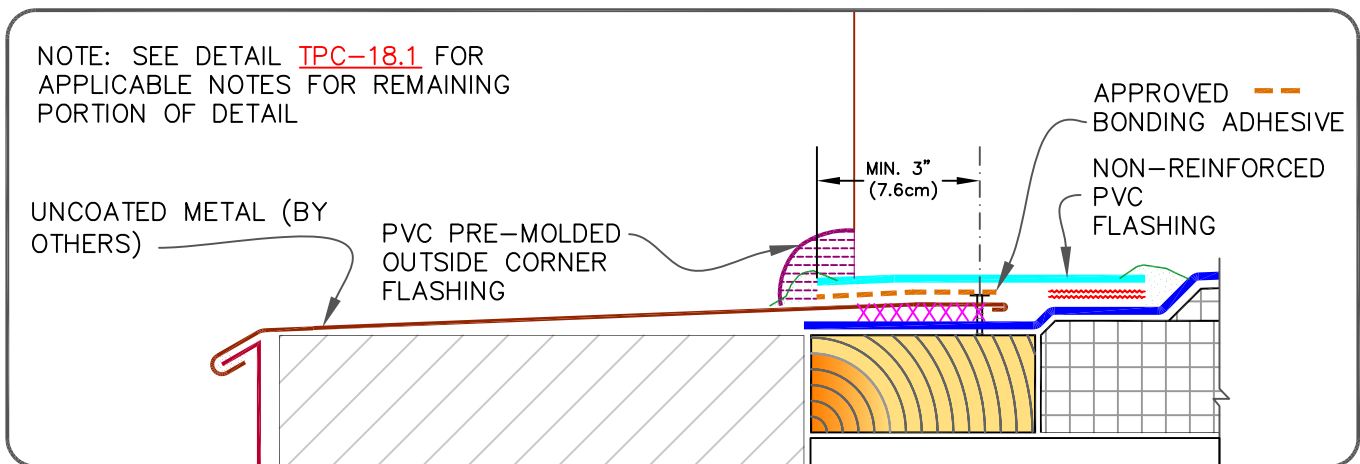 NOTE: SEE DETAIL TPC-18.1 FOR
APPLICABLE NOTES FOR REMAINING
PORTION OF DETAIL
UNCOATED METAL (BY
OTHERS)
PVC PRE-MOLDED
OUTSIDE CORNER
FLASHING
MIN. 3"
(7.6cm)
APPROVED
BONDING ADHESIVE
NON-REINFORCED
PVC
FLASHING